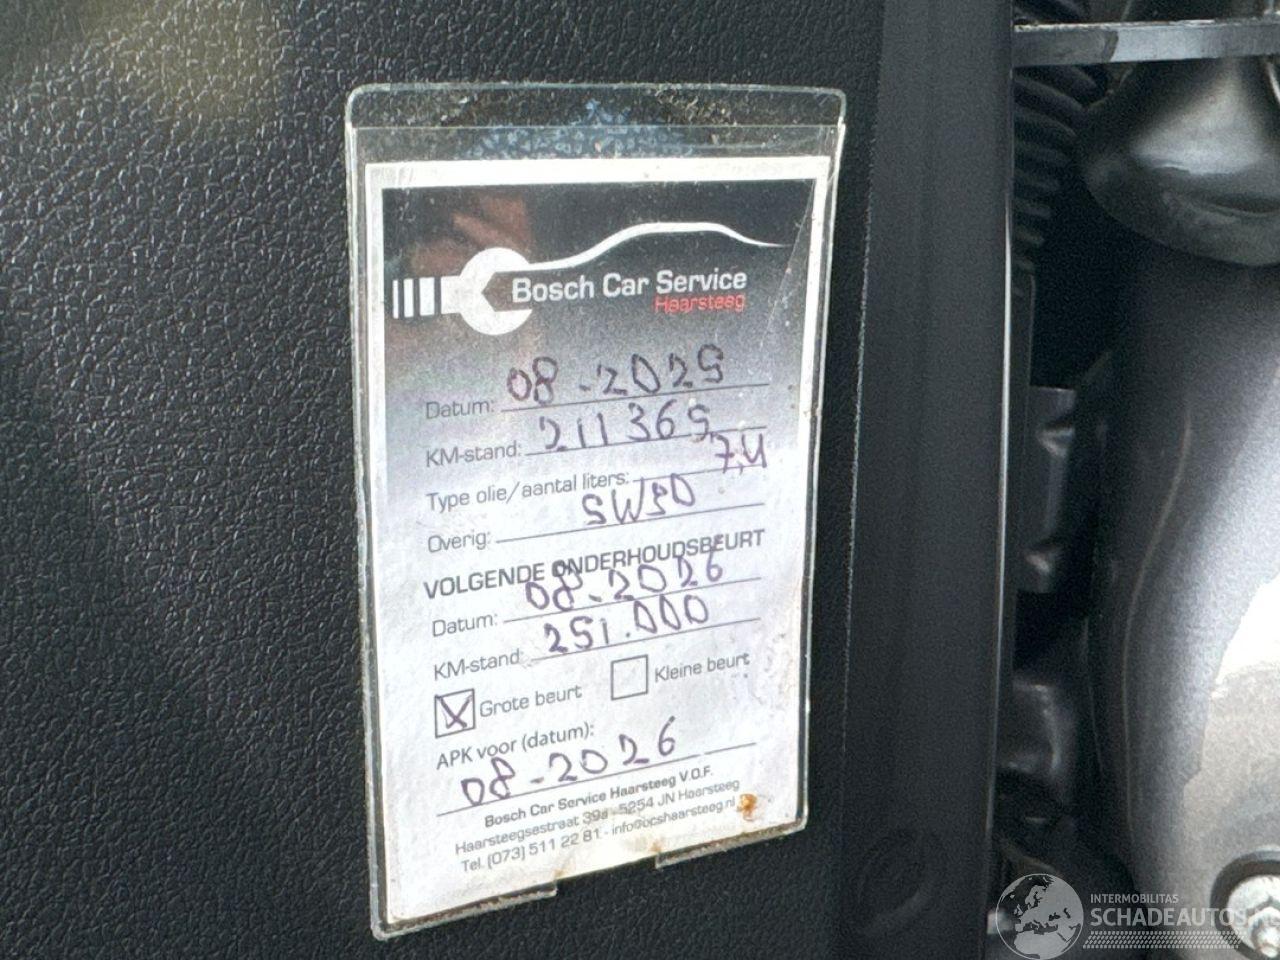 Bosch Car Service
Haarsteeg
Datum: 08-2025
KM-stand: 211365
Type olie/aantal liters: 7,4
Overig: 5W30
VOLGENDE ONDERHOUDSBEURT
Datum: 08-2026
KM-stand: 251.000
Grote beurt Kleine beurt
APK voor (datum):
08-2026
Bosch Car Service Haarsteeg V.O.F.
Haarsteegsestraat 39a - 5254 JN Haarsteeg
Tel. (073) 511 22 81 - info@bcshaarsteeg.nl
INTERMOBILITAS
SCHADEAUTOS